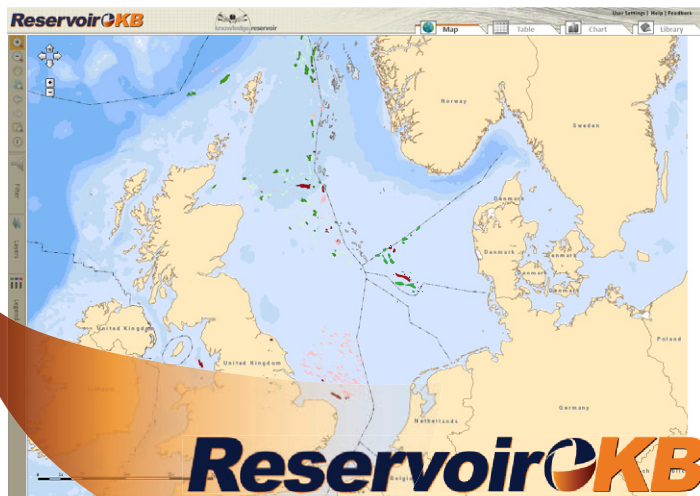 ReservoirKB
knowledge reservoir
User Settings | Help | Feedback
Map
Table
Chart
Library
Norway
Sweden
Filter
Layers
Legend
Denmark
Denmark
Denmark
Denmark
Denmark
United Kingdom
United Kingdom
Poland
Netherlands
Germany
ReservoirKB